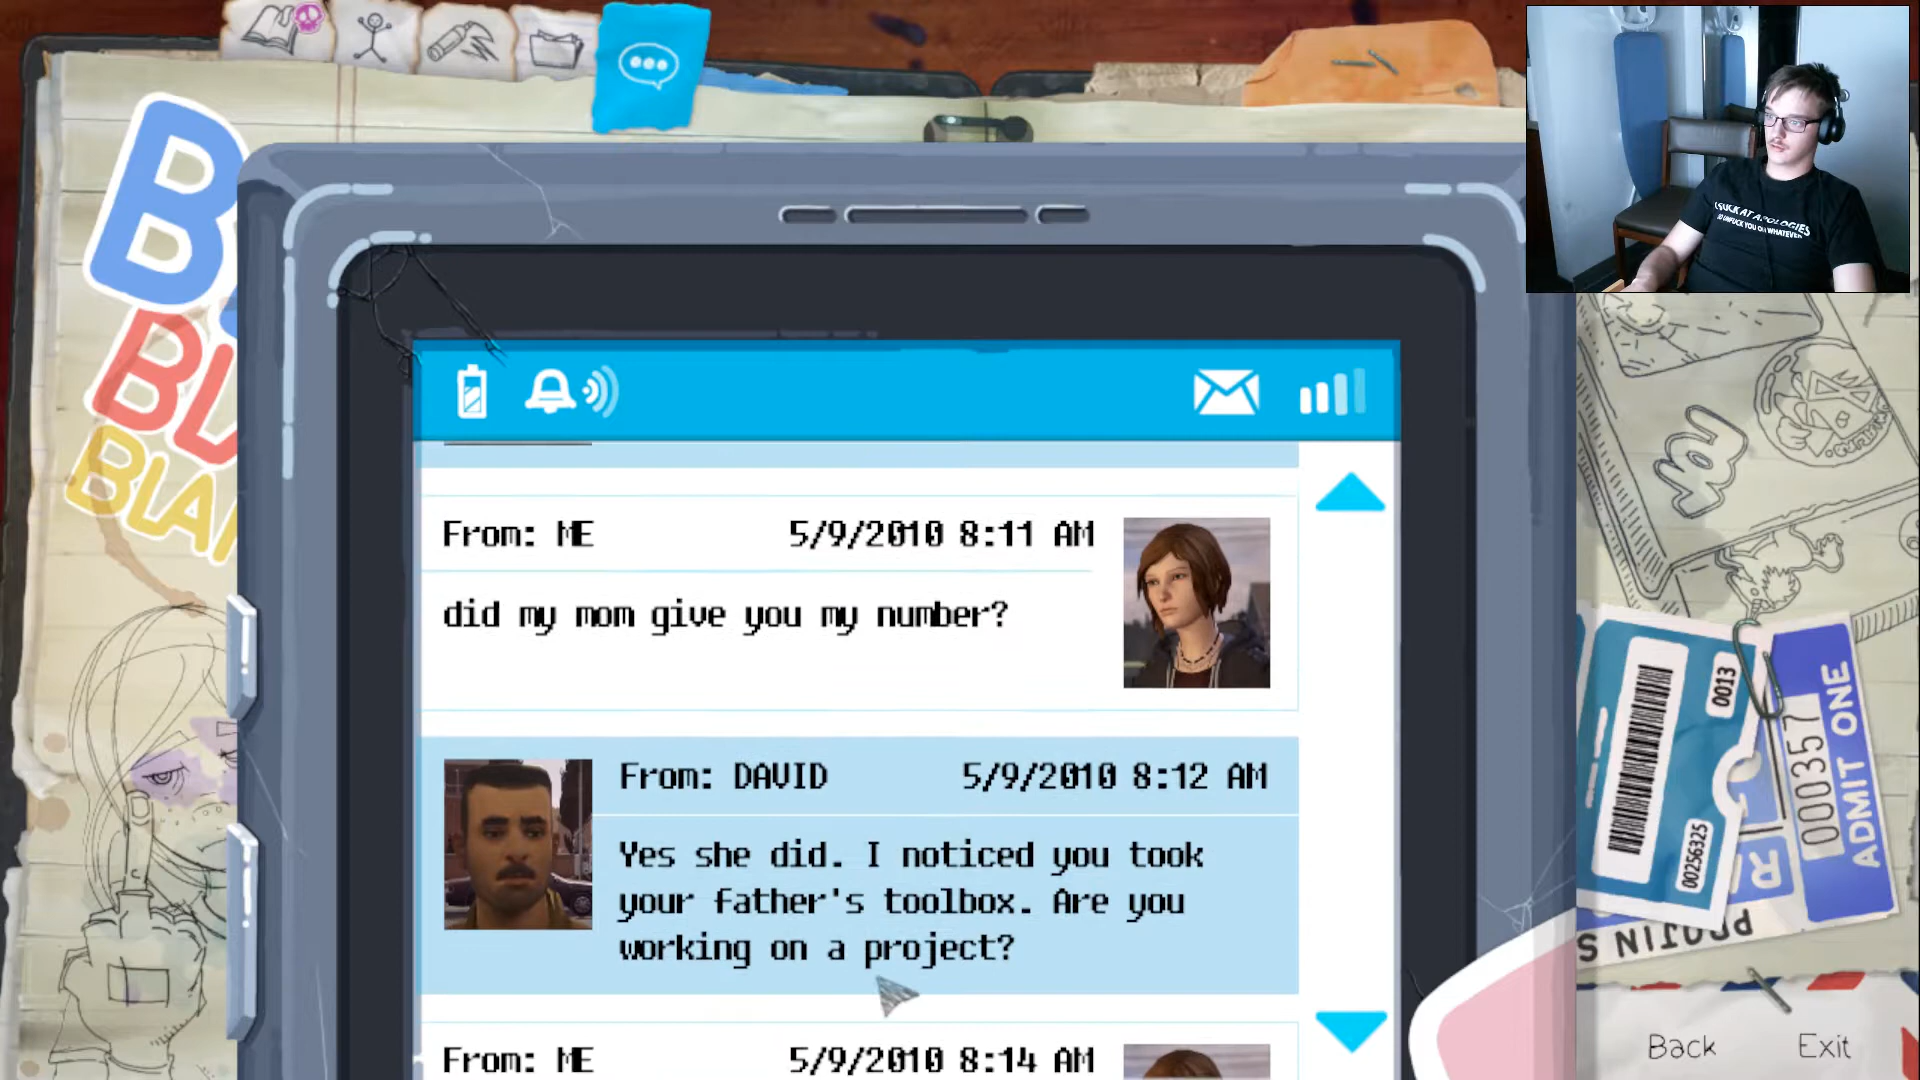 From: ME 5/9/2010 8:11 AM
did my mom give you my number?
From: DAVID 5/9/2010 8:12 AM
Yes she did. I noticed you took
your father's toolbox. Are you
working on a project?
From: ME 5/9/2010 8:14 AM
0013
00256325
000357
ADMIT ONE
Back
Exit